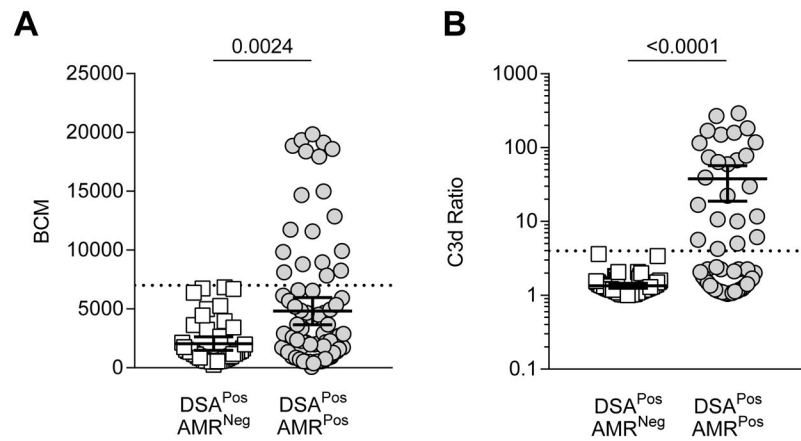 A
0.0024
BCM
25000
20000
15000
10000
5000
0
DSAPos
AMRNeg
DSAPos
AMRPos
B
<0.0001
C3d Ratio
1000
100
10
1
0.1
DSAPos
AMRNeg
DSAPos
AMRPos